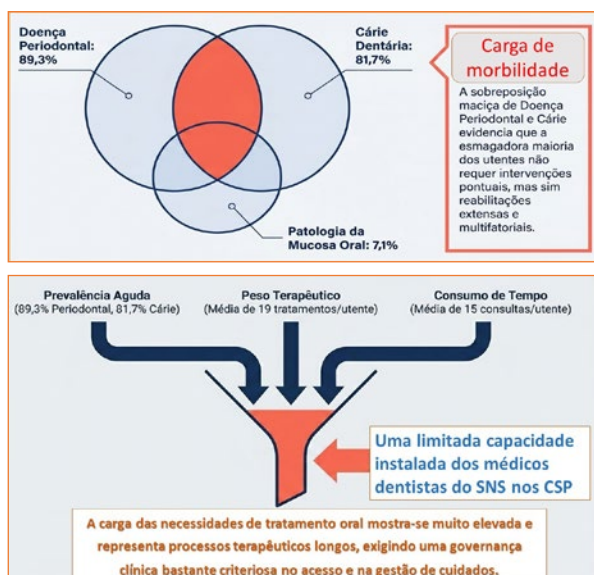 Doença
Periodontal:
89,3%
Cárie
Dentária:
81,7%
Patologia da
Mucosa Oral: 7,1%
Carga de
morbilidade
A sobreposição
maciça de Doença
Periodontal e Cárie
evidencia que a
esmagadora maioria
dos utentes não
requer intervenções
pontuais, mas sim
reabilitações
extensas e
multifatoriais.
Prevalência Aguda
(89,3% Periodontal, 81,7% Cárie)
Peso Terapêutico
(Média de 19 tratamentos/utente)
Consumo de Tempo
(Média de 15 consultas/utente)
Uma limitada capacidade
instalada dos médicos
dentistas do SNS nos CSP
A carga das necessidades de tratamento oral mostra-se muito elevada e
representa processos terapêuticos longos, exigindo uma governança
clínica bastante criteriosa no acesso e na gestão de cuidados.